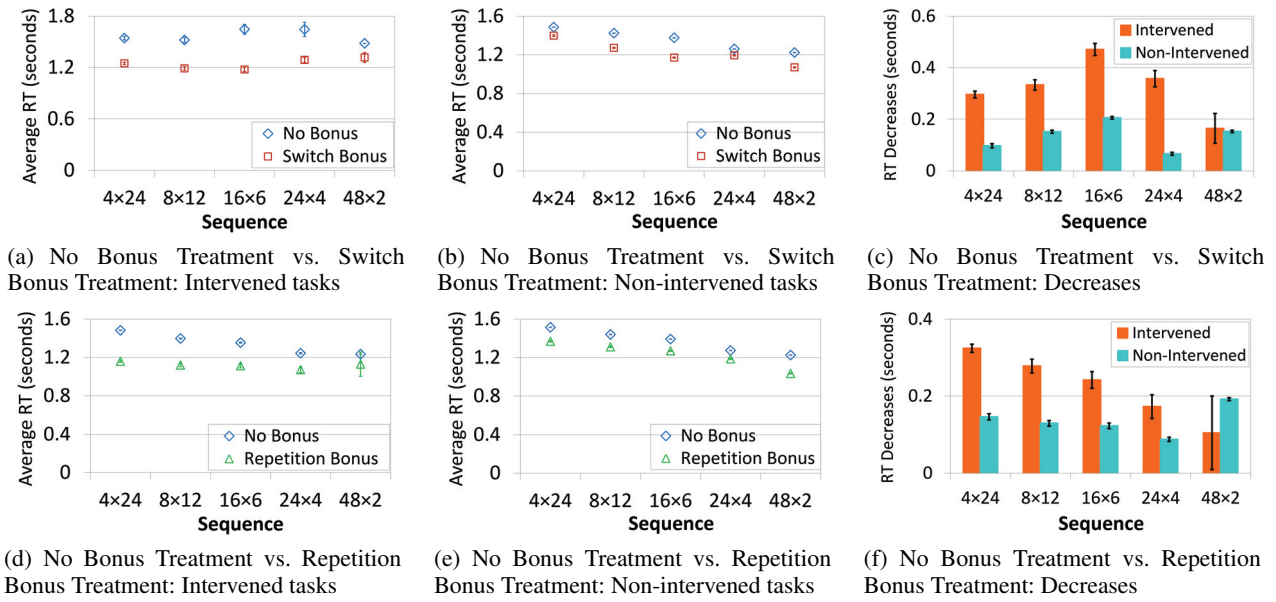 1.8
1.2
0.6
0
Average RT (seconds)
No Bonus
Switch Bonus
4×24 8×12 16×6 24×4 48×2
Sequence
(a) No Bonus Treatment vs. Switch
Bonus Treatment: Intervened tasks
1.6
1.2
0.8
0.4
0
Average RT (seconds)
No Bonus
Switch Bonus
4×24 8×12 16×6 24×4 48×2
Sequence
(b) No Bonus Treatment vs. Switch
Bonus Treatment: Non-intervened tasks
0.6
0.4
0.2
0
RT Decreases (seconds)
Intervened
Non-Intervened
4×24 8×12 16×6 24×4 48×2
Sequence
(c) No Bonus Treatment vs. Switch
Bonus Treatment: Decreases
1.6
1.2
0.8
0.4
0
Average RT (seconds)
No Bonus
Repetition Bonus
4×24 8×12 16×6 24×4 48×2
Sequence
(d) No Bonus Treatment vs. Repetition
Bonus Treatment: Intervened tasks
1.6
1.2
0.8
0.4
0
Average RT (seconds)
No Bonus
Repetition Bonus
4×24 8×12 16×6 24×4 48×2
Sequence
(e) No Bonus Treatment vs. Repetition
Bonus Treatment: Non-intervened tasks
0.4
0.2
0
RT Decreases (seconds)
Intervened
Non-Intervened
4×24 8×12 16×6 24×4 48×2
Sequence
(f) No Bonus Treatment vs. Repetition
Bonus Treatment: Decreases